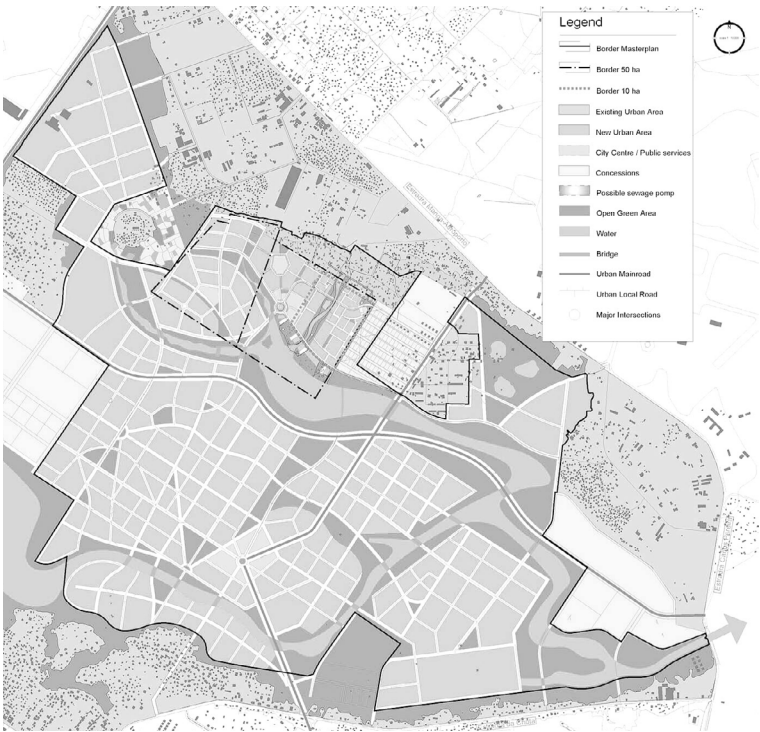 Legend
Border Masterplan
Border 50 ha
Border 10 ha
Existing Urban Area
New Urban Area
City Centre / Public services
Concessions
Possible sewage pomp
Open Green Area
Water
Bridge
Urban Mainroad
Urban Local Road
Major Intersections